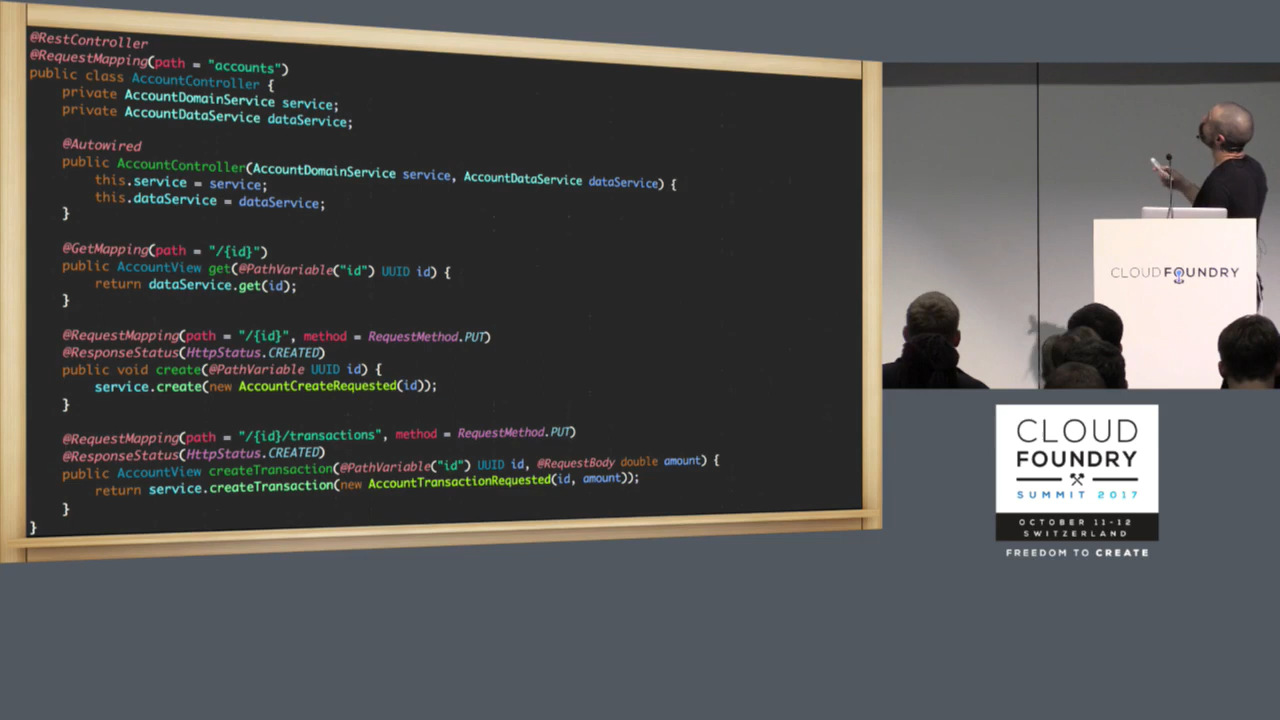 @RestController
@RequestMapping(path = "accounts")
public class AccountController {
    private AccountDomainService service;
    private AccountDataService dataService;
    @Autowired
    public AccountController(AccountDomainService service, AccountDataService dataService) {
        this.service = service;
        this.dataService = dataService;
    }
    @GetMapping(path = "/{id}")
    public AccountView get(@PathVariable("id") UUID id) {
        return dataService.get(id);
    }
    @RequestMapping(path = "/{id}", method = RequestMethod.PUT)
    @ResponseStatus(HttpStatus.CREATED)
    public void create(@PathVariable UUID id) {
        service.create(new AccountCreateRequested(id));
    }
    @RequestMapping(path = "/{id}/transactions", method = RequestMethod.PUT)
    @ResponseStatus(HttpStatus.CREATED)
    public AccountView createTransaction(@PathVariable("id") UUID id, @RequestBody double amount) {
        return service.createTransaction(new AccountTransactionRequested(id, amount));
    }
}
CLOUDFOUNDRY
CLOUD
FOUNDRY
SUMMIT 2017
OCTOBER 11-12
SWITZERLAND
FREEDOM TO CREATE